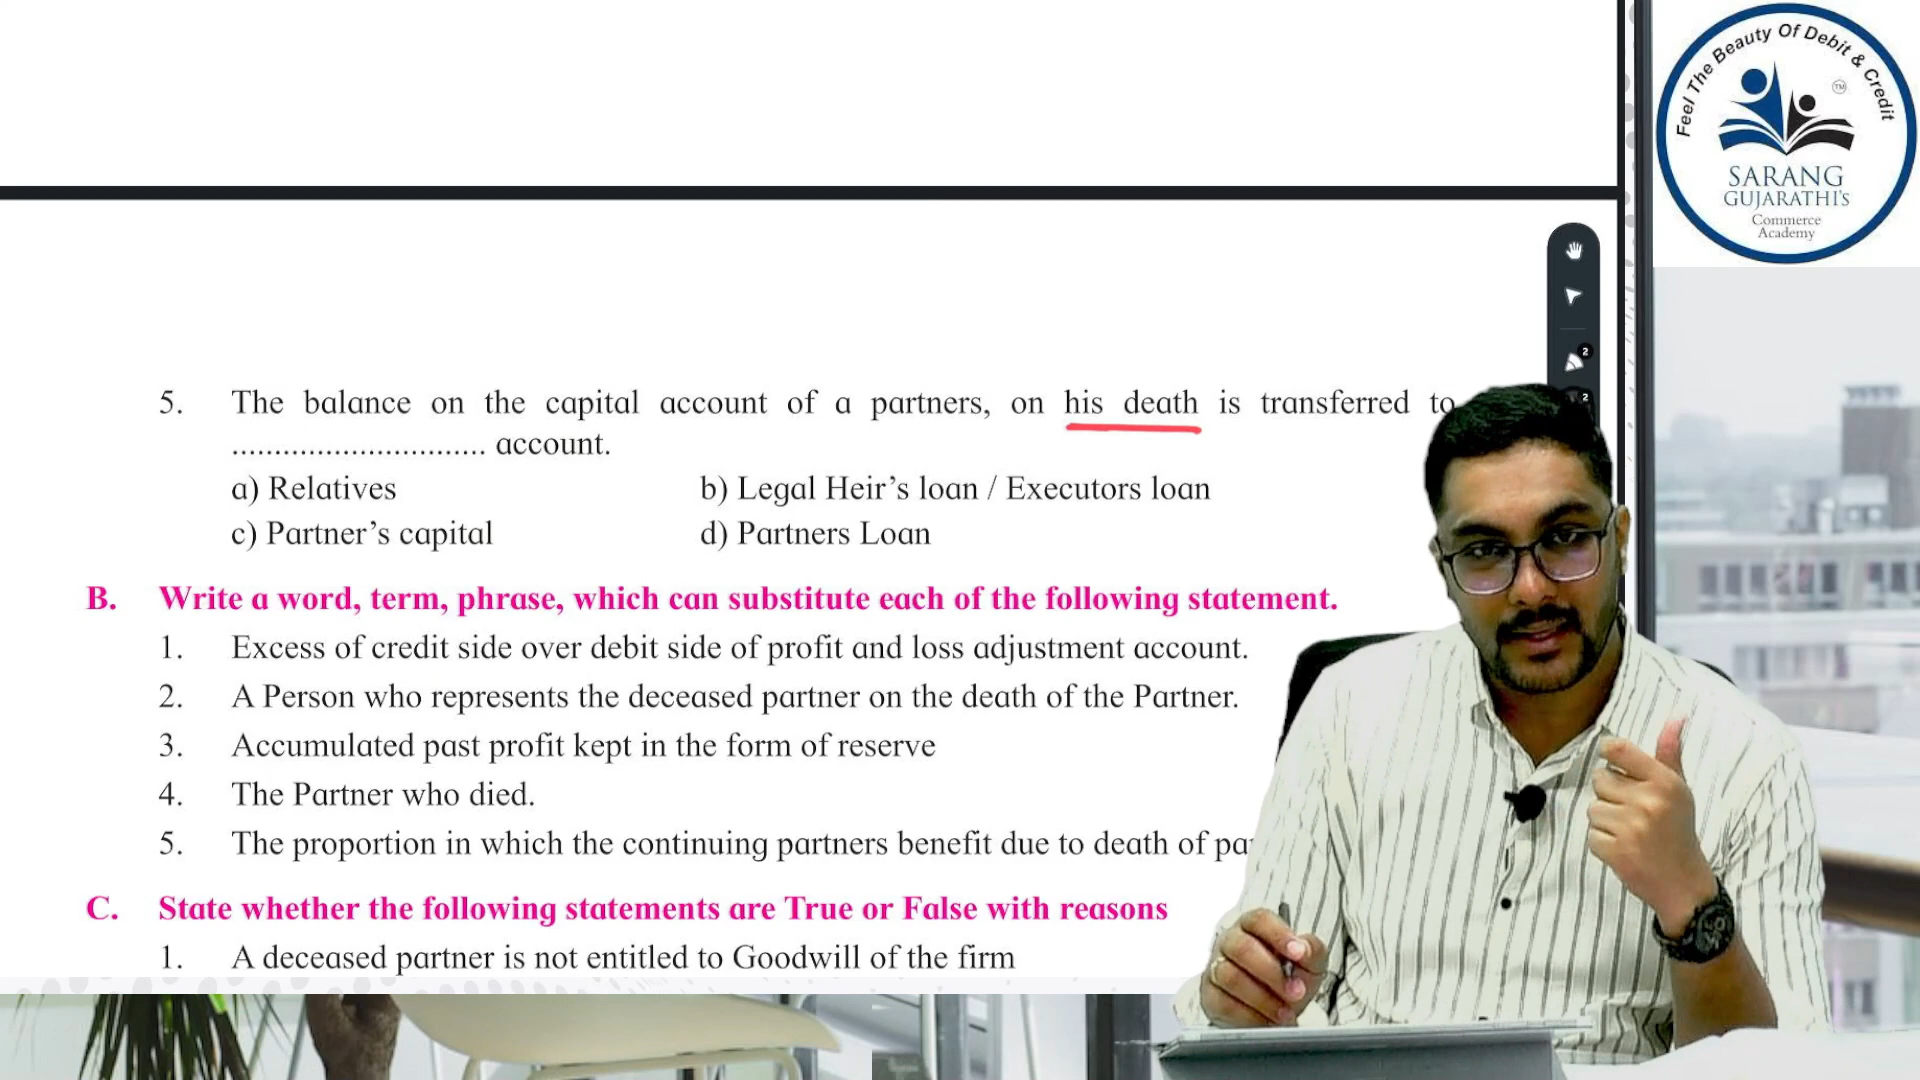 Feel The Beauty Of Debit & Credit
TM
SARANG
GUJARATHI's
Commerce
Academy
2
2
5. The balance on the capital account of a partners, on his death is transferred to
.............................. account.
a) Relatives b) Legal Heir's loan / Executors loan
c) Partner's capital d) Partners Loan
B. Write a word, term, phrase, which can substitute each of the following statement.
1. Excess of credit side over debit side of profit and loss adjustment account.
2. A Person who represents the deceased partner on the death of the Partner.
3. Accumulated past profit kept in the form of reserve
4. The Partner who died.
5. The proportion in which the continuing partners benefit due to death of
C. State whether the following statements are True or False with reasons
1. A deceased partner is not entitled to Goodwill of the firm